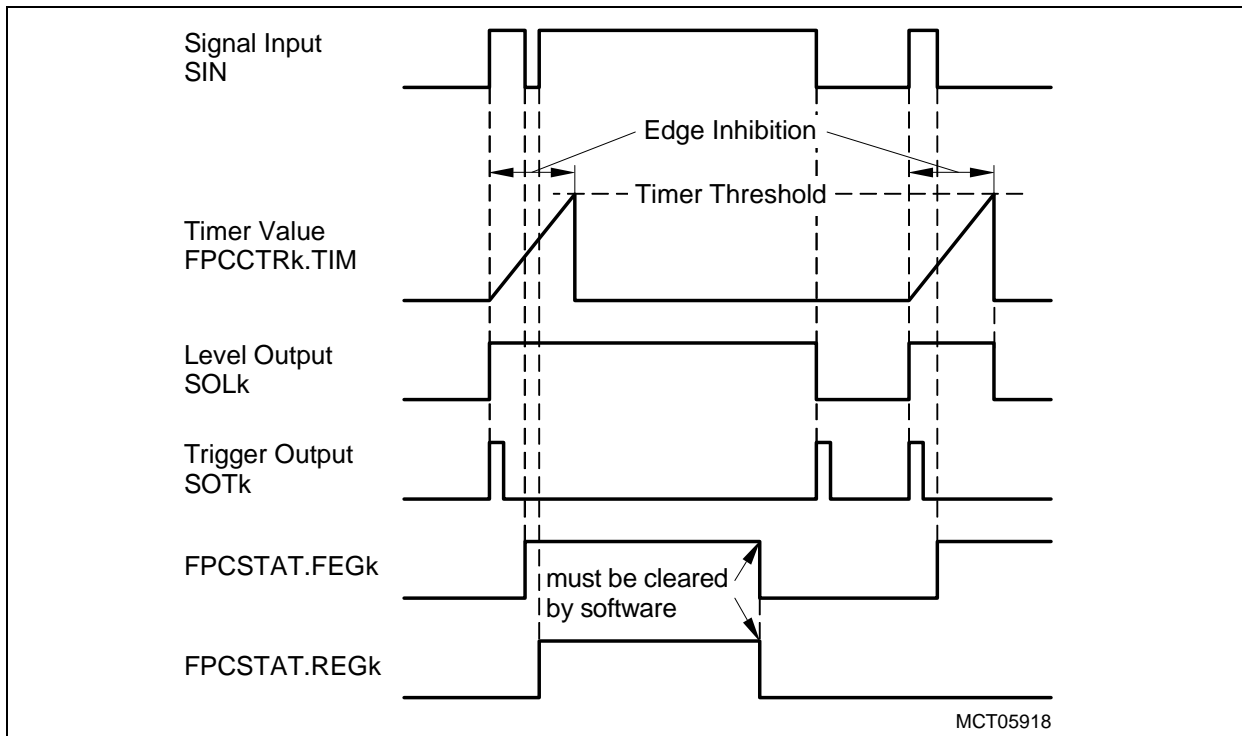 Signal Input
SIN
Edge Inhibition
Timer Threshold
Timer Value
FPCCTRk.TIM
Level Output
SOLk
Trigger Output
SOTk
FPCSTAT.FEGk
must be cleared
by software
FPCSTAT.REGk
MCT05918